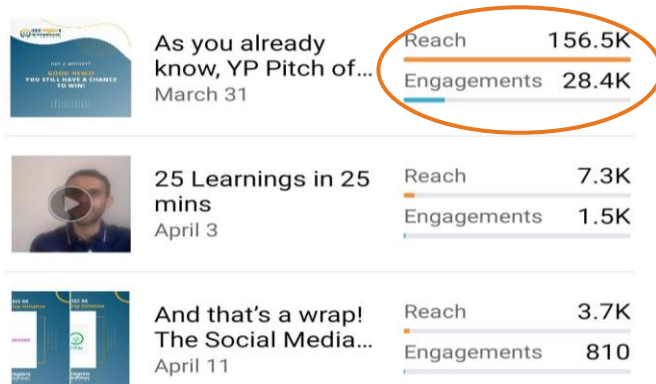 not a winner?
GOOD NEWS!
YOU STILL HAVE A CHANCE
TO WIN!
As you already
know, YP Pitch of...
March 31
Reach 156.5K
Engagements 28.4K
25 Learnings in 25
mins
April 3
Reach 7.3K
Engagements 1.5K
And that's a wrap!
The Social Media...
April 11
Reach 3.7K
Engagements 810